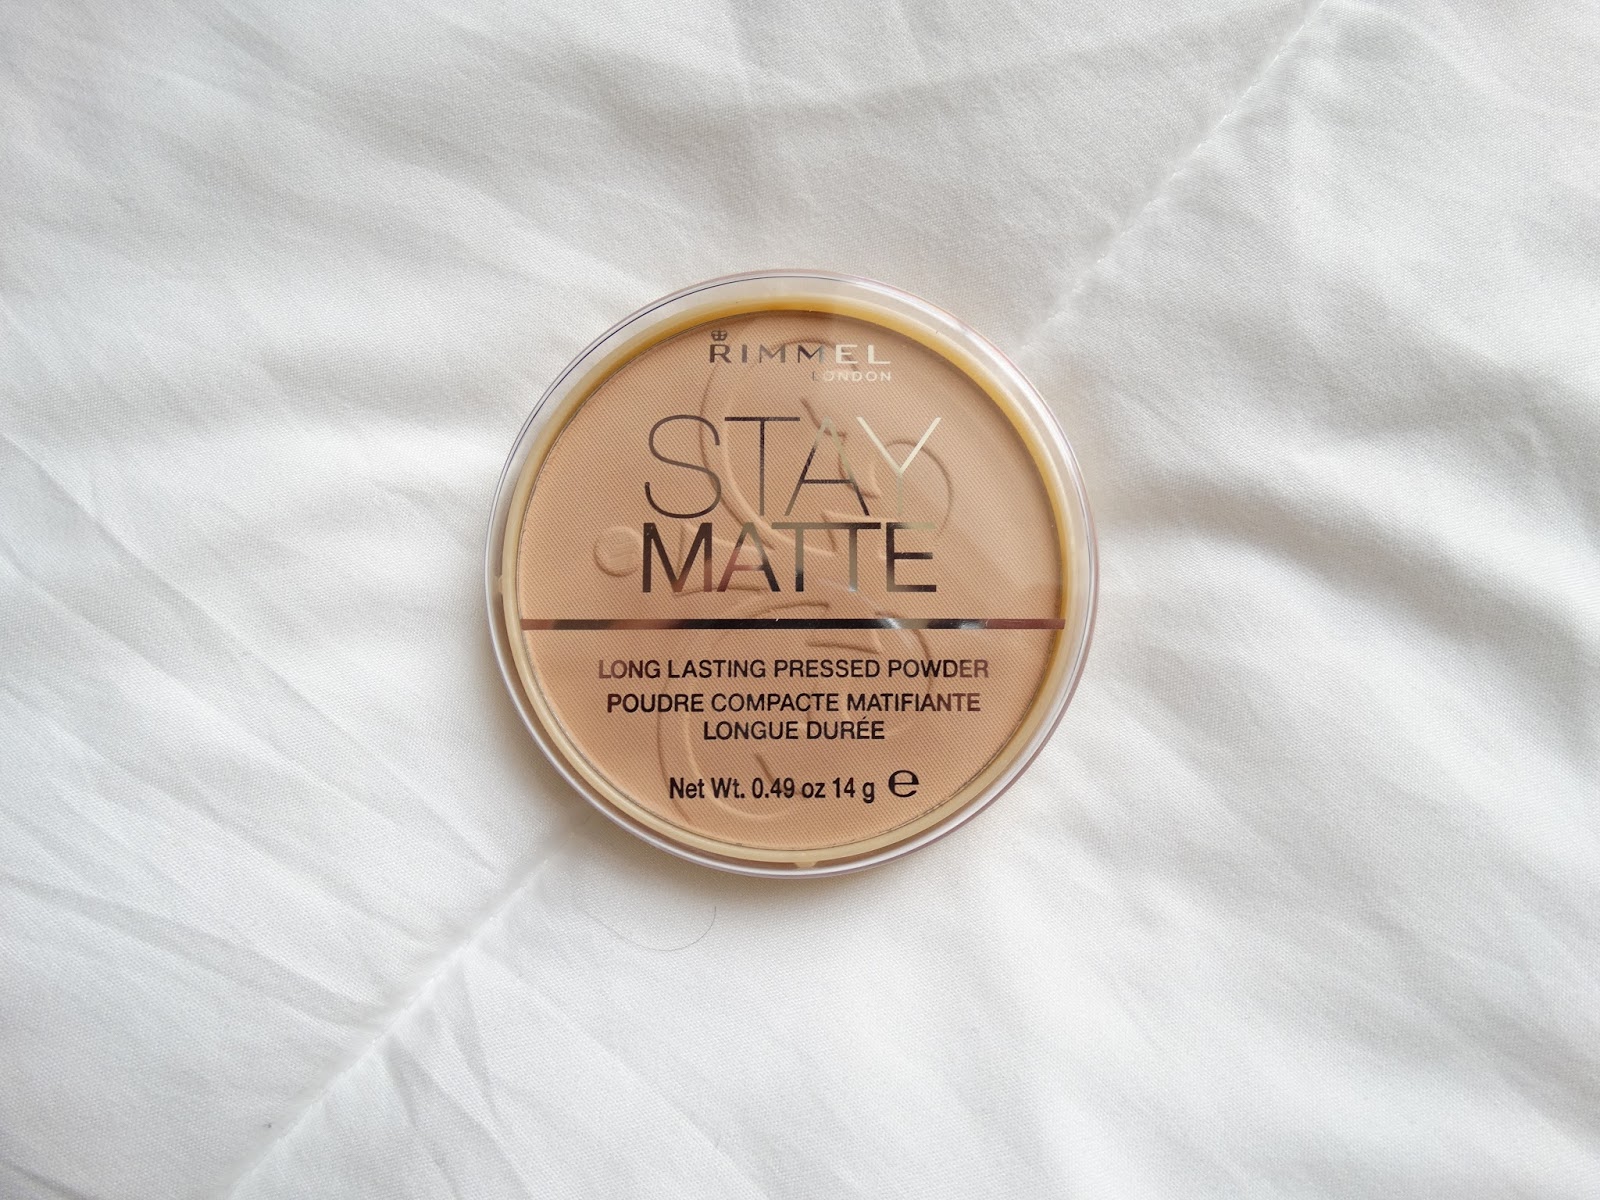 RIMMEL
LONDON
STAY
MATTE
LONG LASTING PRESSED POWDER
POUDRE COMPACTE MATIFIANTE
LONGUE DURÉE
Net Wt. 0.49 oz 14 g ℮